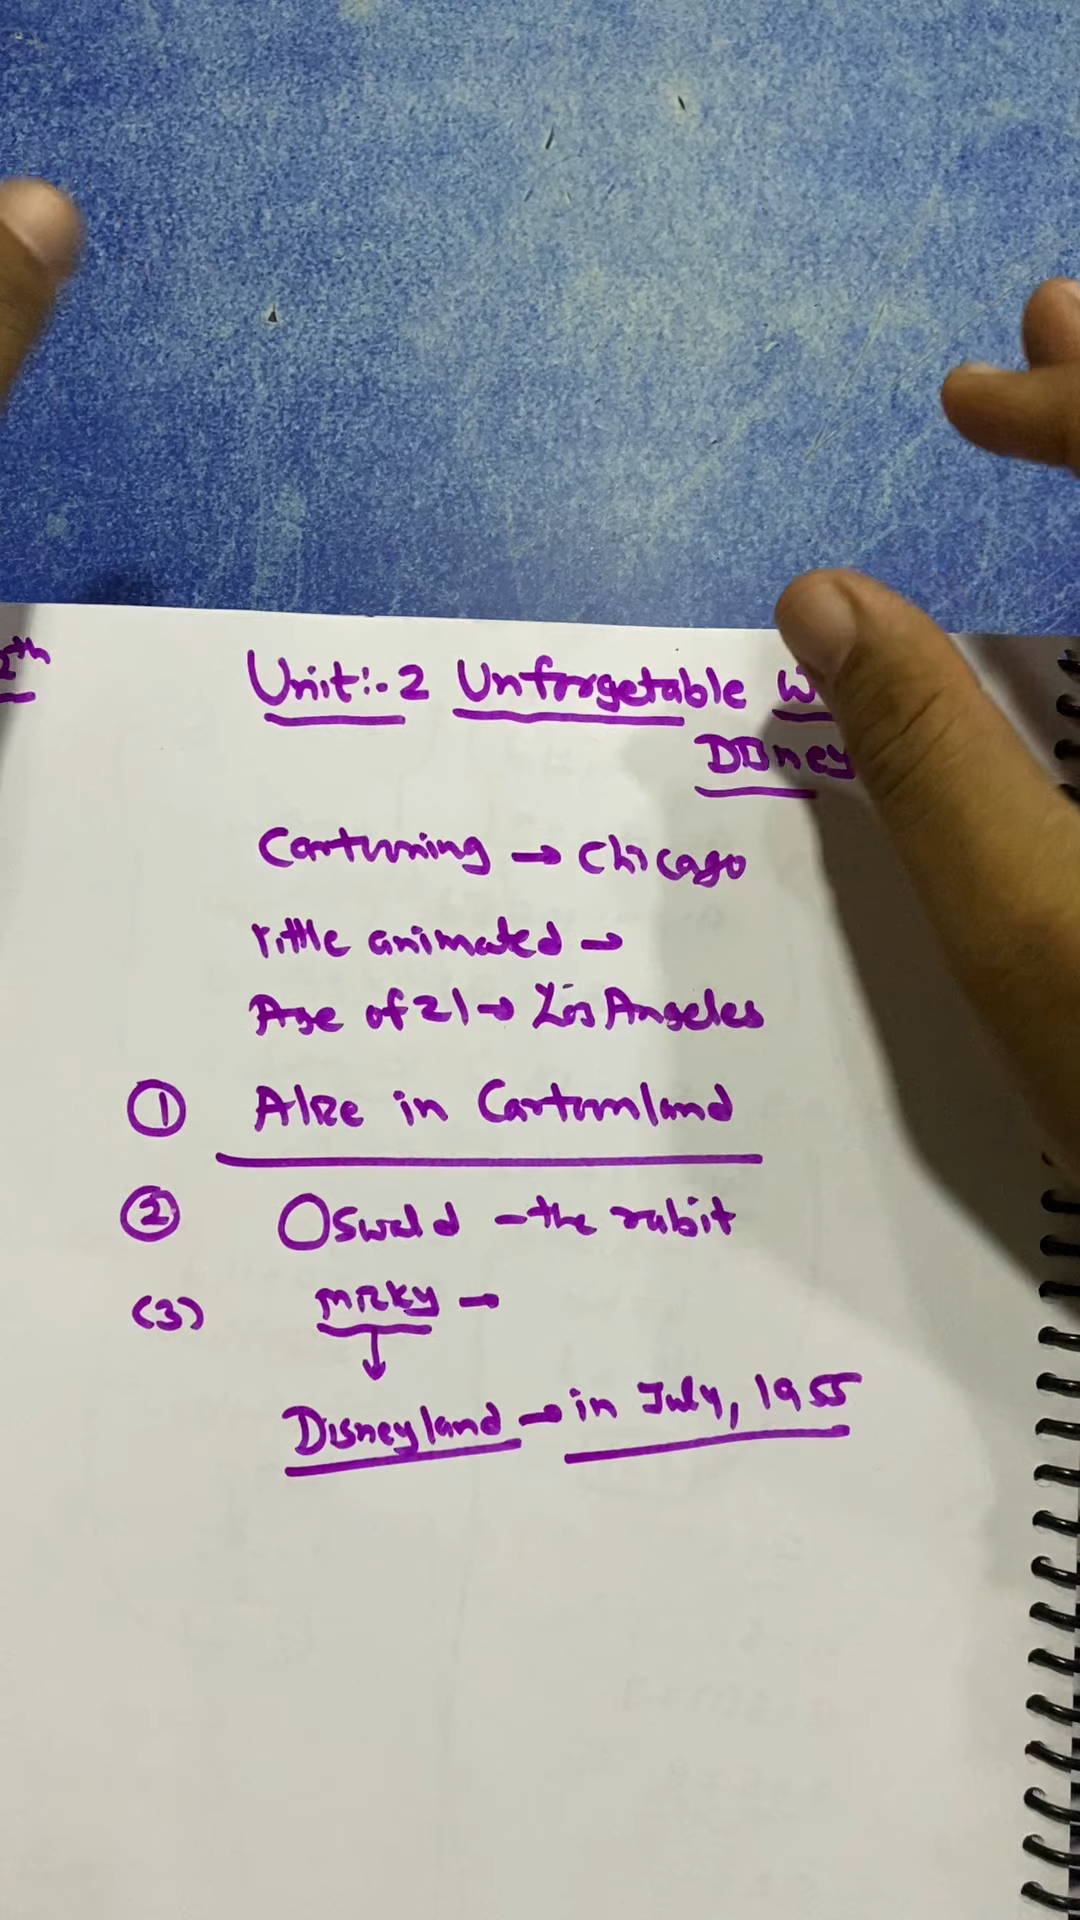 Unit:-2 Unforgetable W
Disney
Cartuning → Chicago
little animated →
Age of 21 → Los Angeles
① Alice in Cartoonland
② Oswald - the rabit
(3) Micky →
Disneyland → in July, 1955